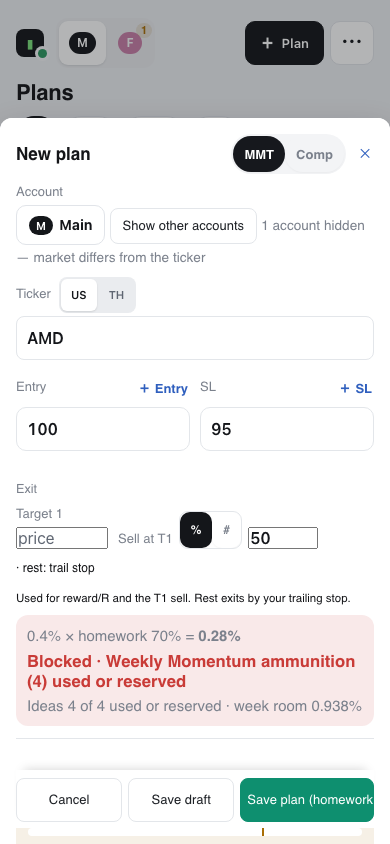 M F 1 + Plan ···
Plans
New plan MMT Comp ×
Account
M Main Show other accounts 1 account hidden
— market differs from the ticker
Ticker US TH
AMD
Entry + Entry SL + SL
100 95
Exit
Target 1
price Sell at T1 % # 50
· rest: trail stop
Used for reward/R and the T1 sell. Rest exits by your trailing stop.
0.4% × homework 70% = 0.28%
Blocked · Weekly Momentum ammunition
(4) used or reserved
Ideas 4 of 4 used or reserved · week room 0.938%
Cancel Save draft Save plan (homework